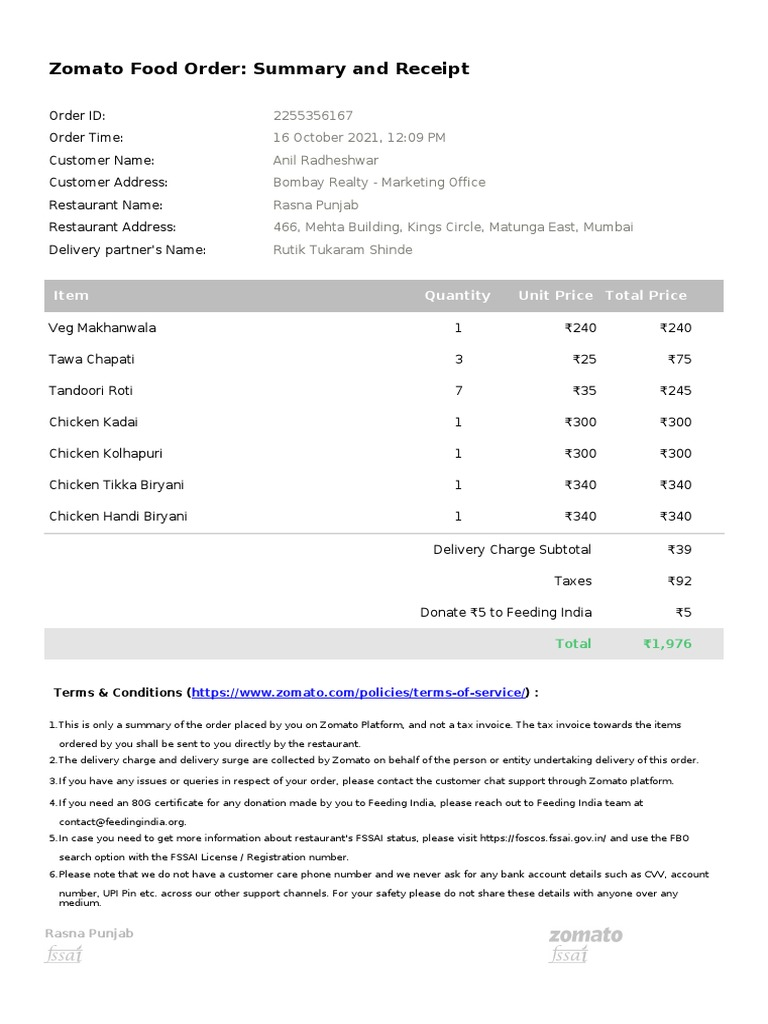 Zomato Food Order: Summary and Receipt
Order ID: 2255356167
Order Time: 16 October 2021, 12:09 PM
Customer Name: Anil Radheshwar
Customer Address: Bombay Realty - Marketing Office
Restaurant Name: Rasna Punjab
Restaurant Address: 466, Mehta Building, Kings Circle, Matunga East, Mumbai
Delivery partner's Name: Rutik Tukaram Shinde
Item Quantity Unit Price Total Price
Veg Makhanwala 1 ₹240 ₹240
Tawa Chapati 3 ₹25 ₹75
Tandoori Roti 7 ₹35 ₹245
Chicken Kadai 1 ₹300 ₹300
Chicken Kolhapuri 1 ₹300 ₹300
Chicken Tikka Biryani 1 ₹340 ₹340
Chicken Handi Biryani 1 ₹340 ₹340
Delivery Charge Subtotal ₹39
Taxes ₹92
Donate ₹5 to Feeding India ₹5
Total ₹1,976
Terms & Conditions (https://www.zomato.com/policies/terms-of-service/) :
1.This is only a summary of the order placed by you on Zomato Platform, and not a tax invoice. The tax invoice towards the items
ordered by you shall be sent to you directly by the restaurant.
2.The delivery charge and delivery surge are collected by Zomato on behalf of the person or entity undertaking delivery of this order.
3.If you have any issues or queries in respect of your order, please contact the customer chat support through Zomato platform.
4.If you need an 80G certificate for any donation made by you to Feeding India, please reach out to Feeding India team at
contact@feedingindia.org.
5.In case you need to get more information about restaurant's FSSAI status, please visit https://foscos.fssai.gov.in/ and use the FBO
search option with the FSSAI License / Registration number.
6.Please note that we do not have a customer care phone number and we never ask for any bank account details such as CVV, account
number, UPI Pin etc. across our other support channels. For your safety please do not share these details with anyone over any
medium.
Rasna Punjab zomato
fssai fssai